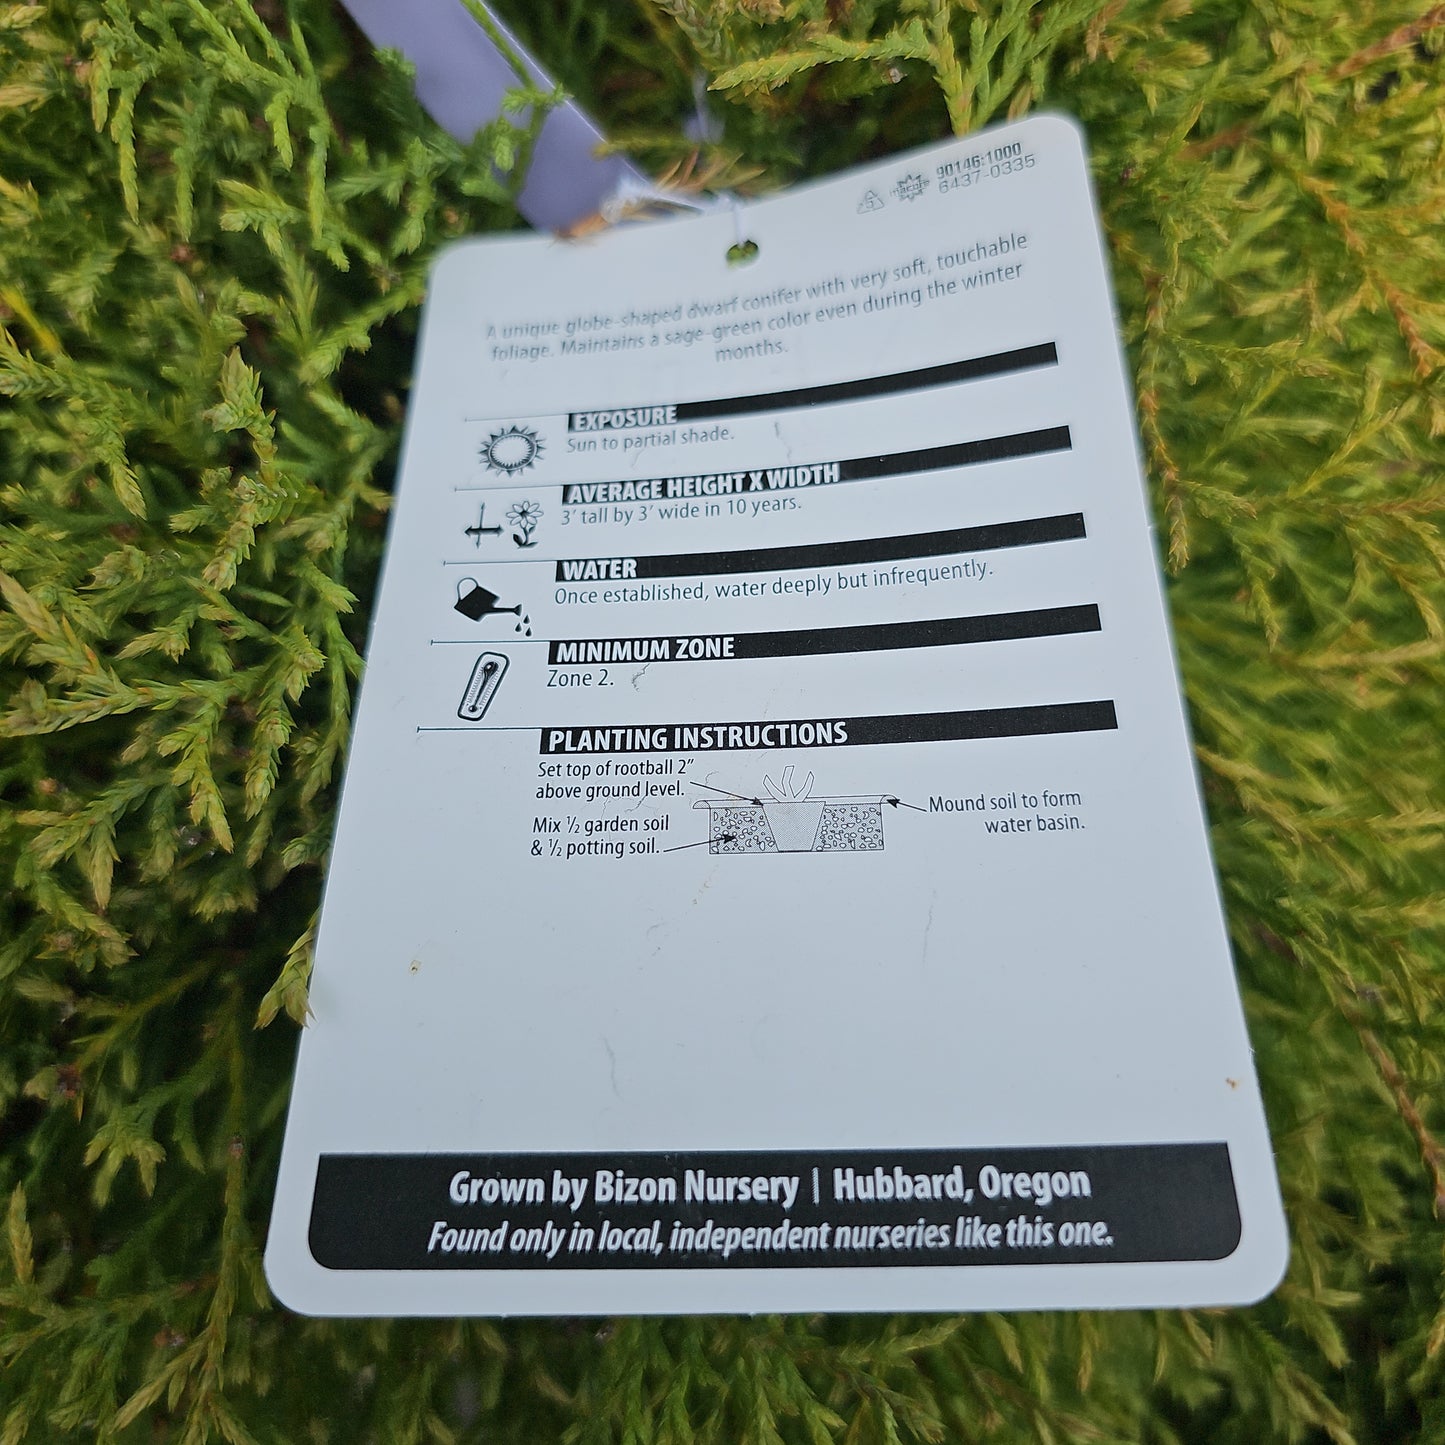 90146:1000
6437-0335
A unique globe-shaped dwarf conifer with very soft, touchable
foliage. Maintains a sage-green color even during the winter
months.
EXPOSURE
Sun to partial shade.
AVERAGE HEIGHT X WIDTH
3' tall by 3' wide in 10 years.
WATER
Once established, water deeply but infrequently.
MINIMUM ZONE
Zone 2.
PLANTING INSTRUCTIONS
Set top of rootball 2"
above ground level.
Mix ½ garden soil
& ½ potting soil.
Mound soil to form
water basin.
Grown by Bizon Nursery | Hubbard, Oregon
Found only in local, independent nurseries like this one.